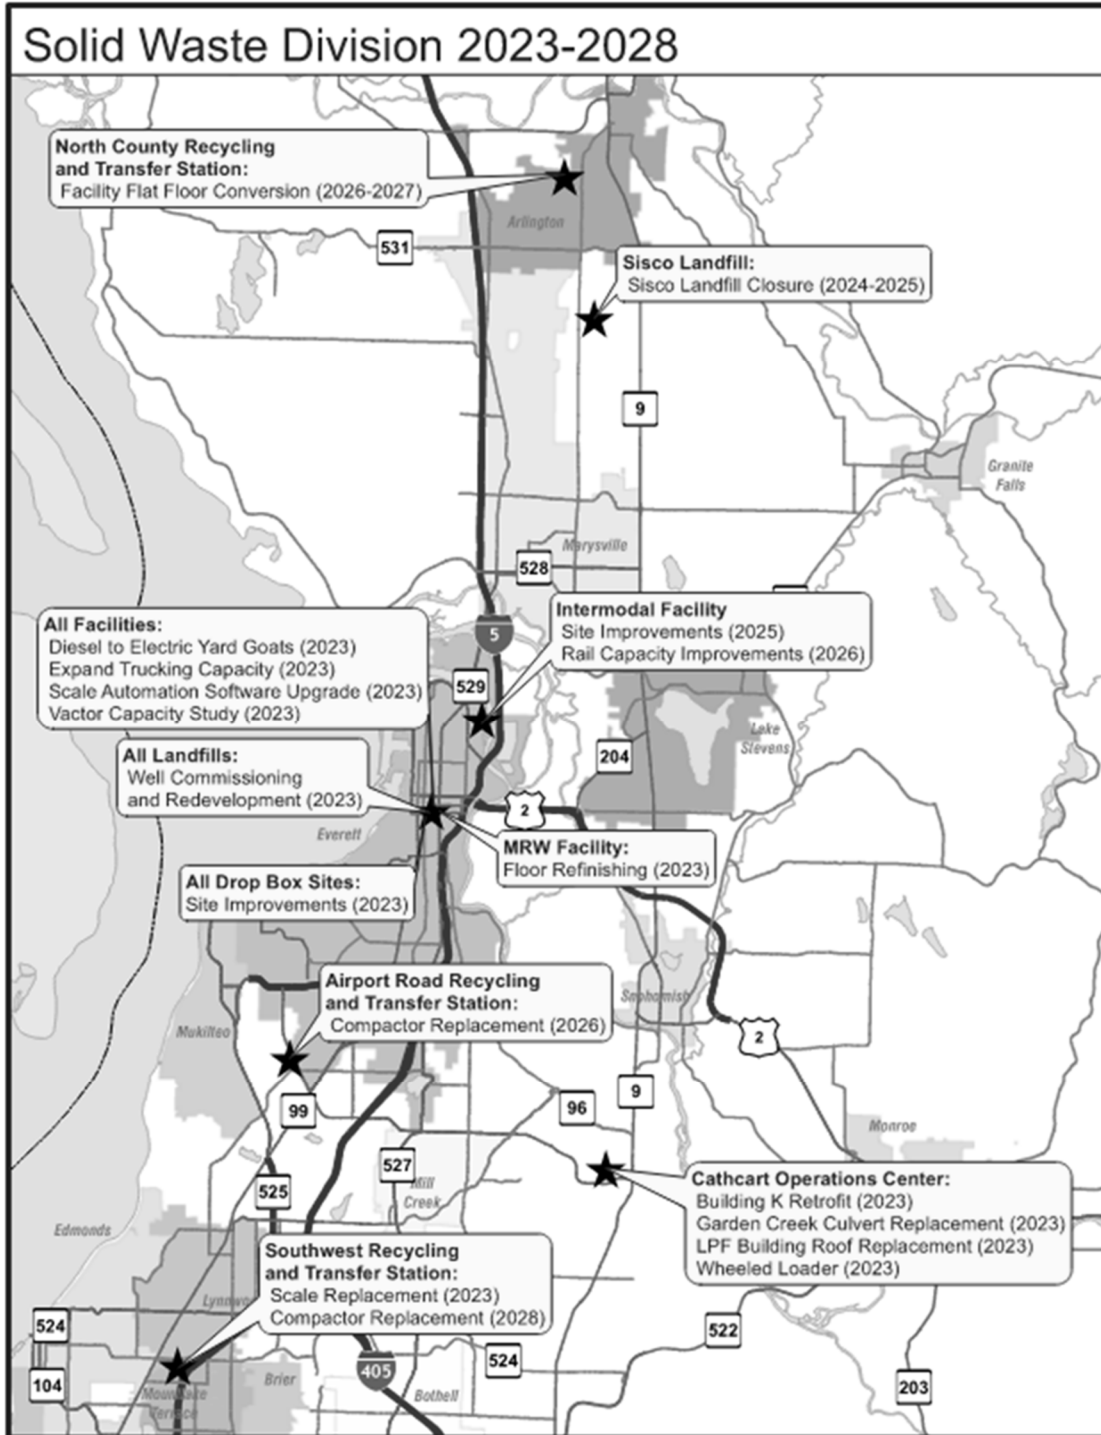 Solid Waste Division 2023-2028
North County Recycling
and Transfer Station:
Facility Flat Floor Conversion (2026-2027)
Arlington
531
Sisco Landfill:
Sisco Landfill Closure (2024-2025)
9
Granite
Falls
Marysville
528
All Facilities:
Diesel to Electric Yard Goats (2023)
Expand Trucking Capacity (2023)
Scale Automation Software Upgrade (2023)
Vactor Capacity Study (2023)
Intermodal Facility
Site Improvements (2025)
Rail Capacity Improvements (2026)
5
529
Lake
Stevens
204
All Landfills:
Well Commissioning
and Redevelopment (2023)
2
Everett
MRW Facility:
Floor Refinishing (2023)
All Drop Box Sites:
Site Improvements (2023)
Airport Road Recycling
and Transfer Station:
Compactor Replacement (2026)
Snohomish
Mukilteo
2
99
96
9
Monroe
527
Mill
Creek
525
Cathcart Operations Center:
Building K Retrofit (2023)
Garden Creek Culvert Replacement (2023)
LPF Building Roof Replacement (2023)
Wheeled Loader (2023)
Edmonds
Southwest Recycling
and Transfer Station:
Scale Replacement (2023)
Compactor Replacement (2028)
524
522
524
405
104
Brier
Bothell
203
Terrace